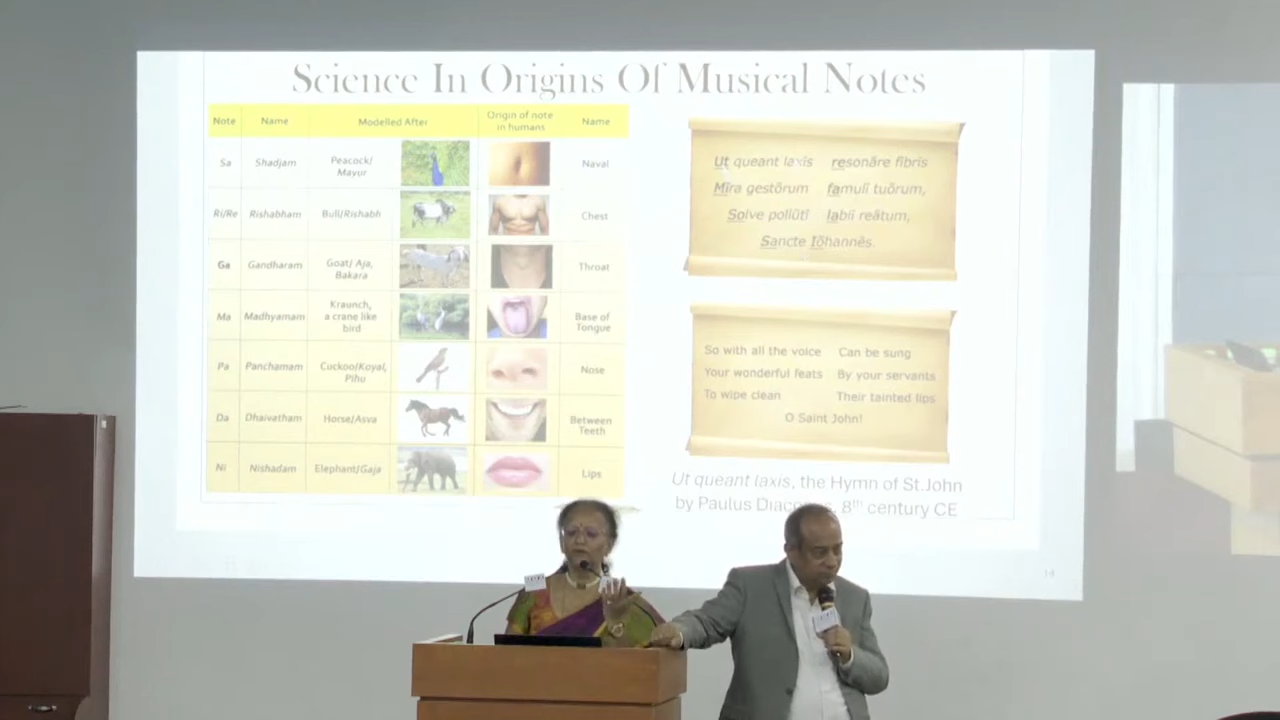 Science In Origins Of Musical Notes
Note Name Modelled After Origin of note in humans Name
Sa Shadjam Peacock/ Mayur Naval
Ri/Re Rishabham Bull/Rishabh Chest
Ga Gandharam Goat/ Aja, Bakara Throat
Ma Madhyamam Kraunch, a crane like bird Base of Tongue
Pa Panchamam Cuckoo/Koyal, Pihu Nose
Da Dhaivatham Horse/Asva Between Teeth
Ni Nishadam Elephant/Gaja Lips
Ut queant laxīs resonāre fibris
Mīra gestōrum famulī tuōrum,
Solve pollūtī labiī reātum,
Sancte Iōhannēs.
So with all the voice Can be sung
Your wonderful feats By your servants
To wipe clean Their tainted lips
O Saint John!
Ut queant laxis, the Hymn of St.John
by Paulus 8th century CE
14